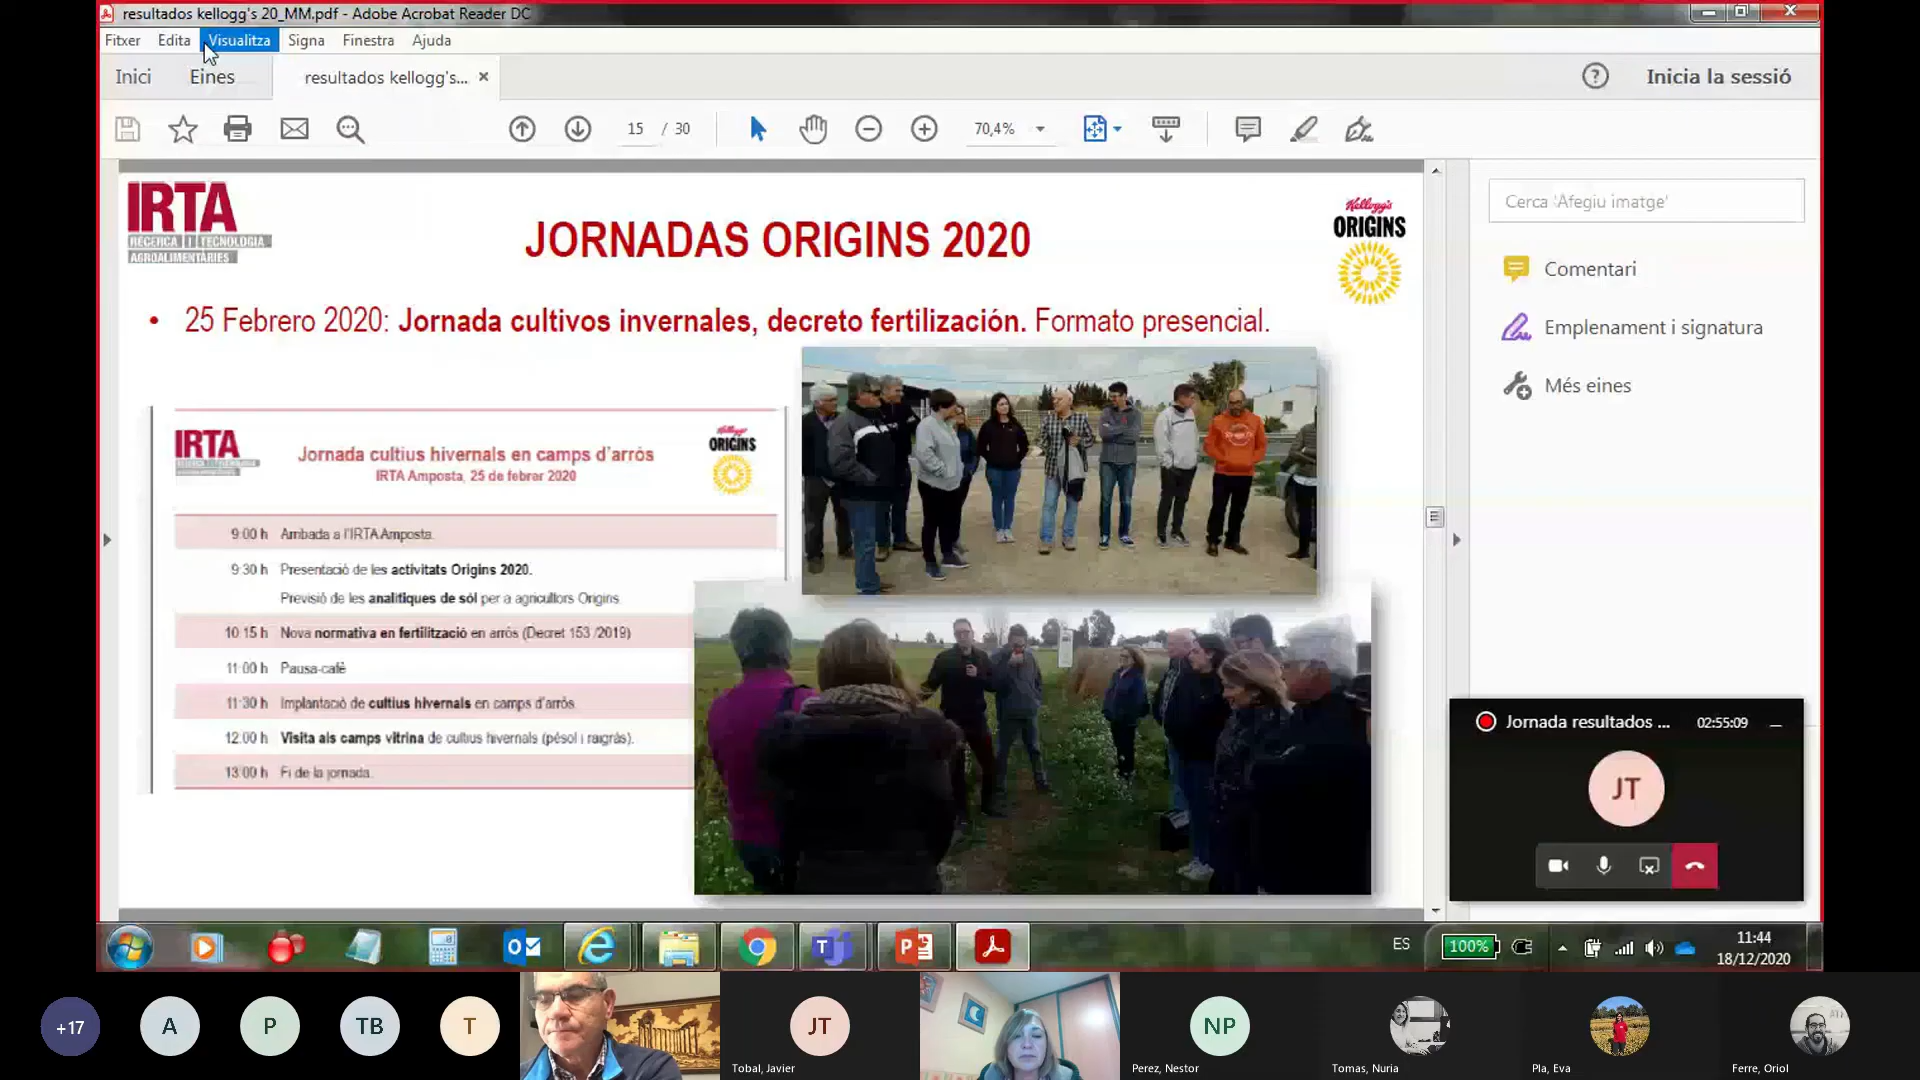 resultados kellogg's 20_MM.pdf - Adobe Acrobat Reader DC
Fitxer Edita Visualitza Signa Finestra Ajuda
Inici Eines resultados kellogg's... × Inicia la sessió
15 / 30 70,4%
IRTA
RECERCA I TECNOLOGIA
AGROALIMENTÀRIES
JORNADAS ORIGINS 2020
Kellogg's
ORIGINS
• 25 Febrero 2020: Jornada cultivos invernales, decreto fertilización. Formato presencial.
IRTA
Jornada cultius hivernals en camps d'arròs
IRTA Amposta, 25 de febrer 2020
Kellogg's
ORIGINS
9:00 h Arribada a l'IRTA Amposta.
9:30 h Presentació de les activitats Origins 2020.
Previsió de les analítiques de sòl per a agricultors Origins
10:15 h Nova normativa en fertilització en arròs (Decret 153 /2019)
11:00 h Pausa-cafè
11:30 h Implantació de cultius hivernals en camps d'arròs.
12:00 h Visita als camps vitrina de cultius hivernals (pèsol i raigràs).
13:00 h Fi de la jornada.
Cerca 'Afegiu imatge'
Comentari
Emplenament i signatura
Més eines
Jornada resultados ... 02:55:09
JT
ES 100% 11:44
18/12/2020
+17 A P TB T JT NP
Tobal, Javier Perez, Nestor Tomas, Nuria Pla, Eva Ferre, Oriol